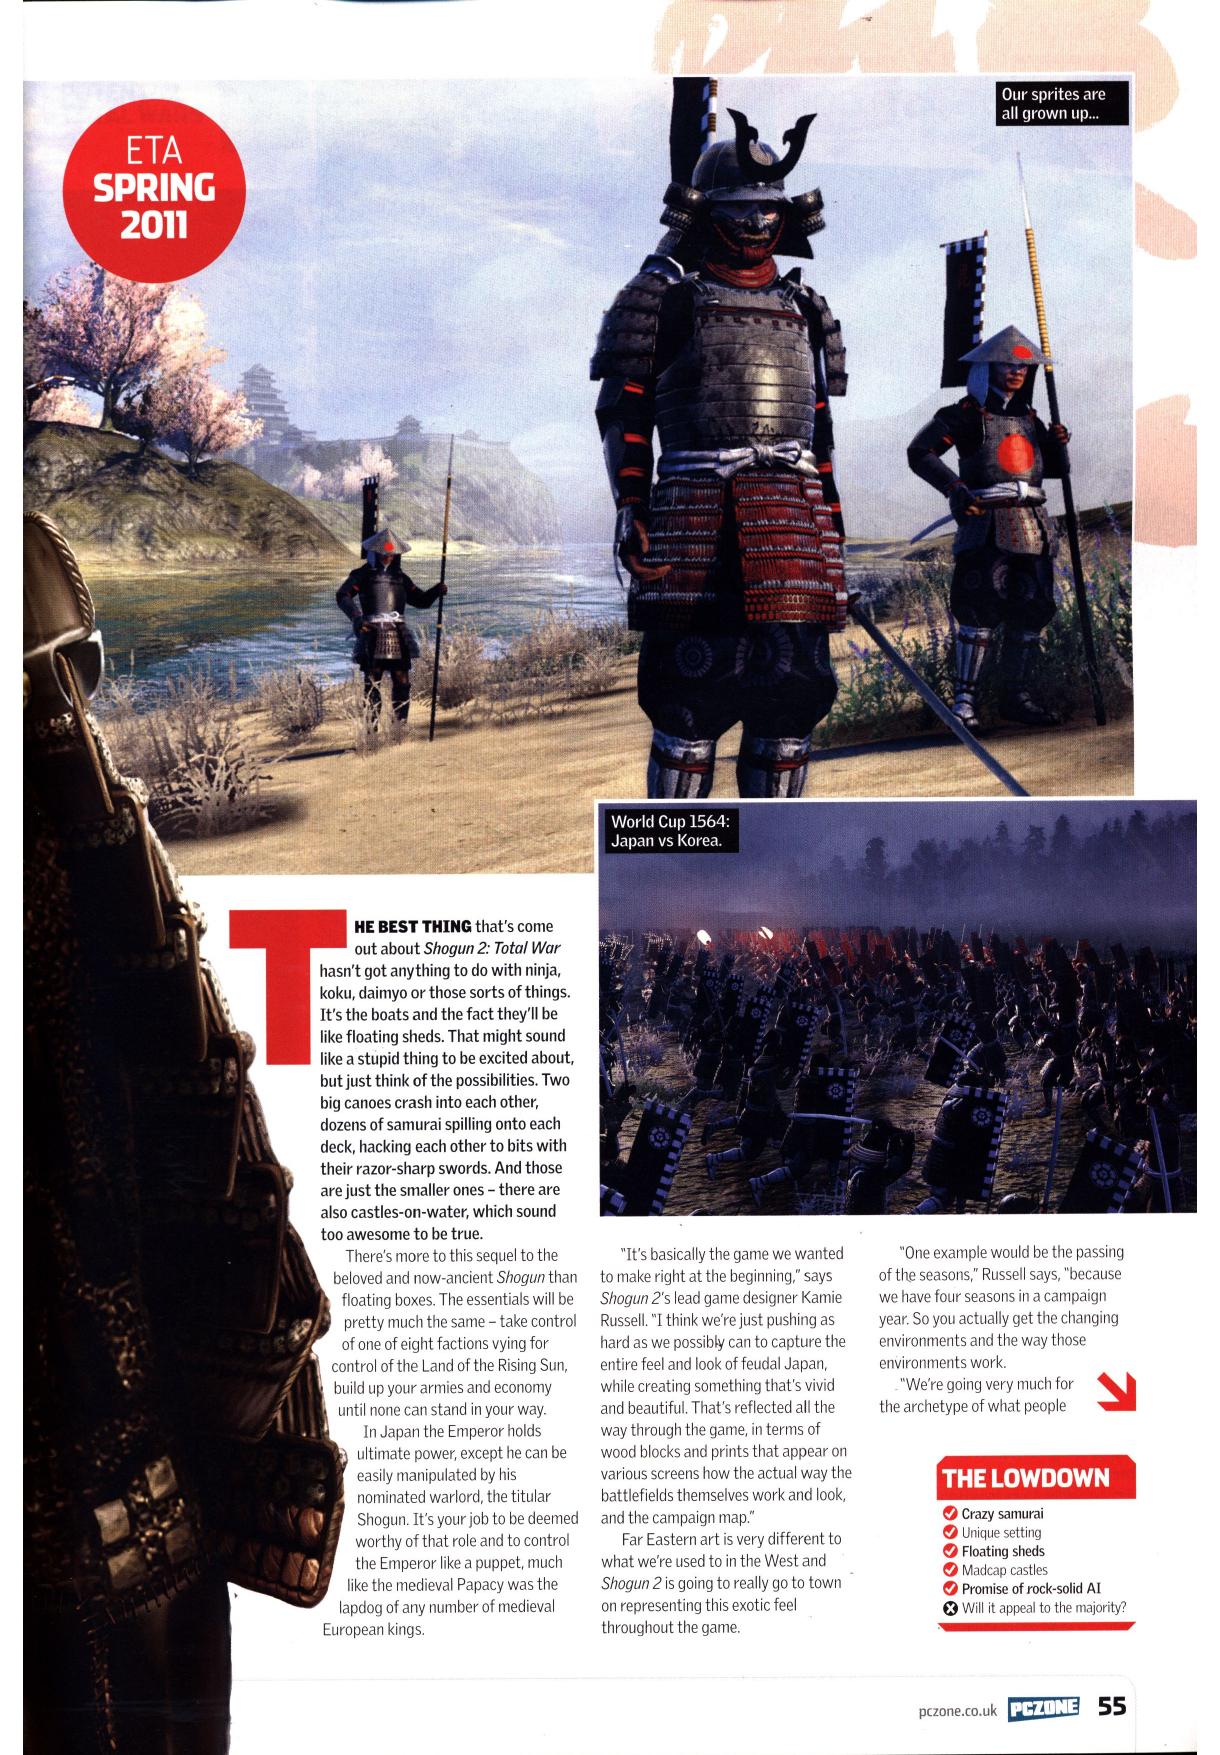 ETA
SPRING
2011
Our sprites are
all grown up...
World Cup 1564:
Japan vs Korea.
THE BEST THING that's come
out about Shogun 2: Total War
hasn't got anything to do with ninja,
koku, daimyo or those sorts of things.
It's the boats and the fact they'll be
like floating sheds. That might sound
like a stupid thing to be excited about,
but just think of the possibilities. Two
big canoes crash into each other,
dozens of samurai spilling onto each
deck, hacking each other to bits with
their razor-sharp swords. And those
are just the smaller ones – there are
also castles-on-water, which sound
too awesome to be true.
There's more to this sequel to the
beloved and now-ancient Shogun than
floating boxes. The essentials will be
pretty much the same – take control
of one of eight factions vying for
control of the Land of the Rising Sun,
build up your armies and economy
until none can stand in your way.
In Japan the Emperor holds
ultimate power, except he can be
easily manipulated by his
nominated warlord, the titular
Shogun. It's your job to be deemed
worthy of that role and to control
the Emperor like a puppet, much
like the medieval Papacy was the
lapdog of any number of medieval
European kings.
"It's basically the game we wanted
to make right at the beginning," says
Shogun 2's lead game designer Kamie
Russell. "I think we're just pushing as
hard as we possibly can to capture the
entire feel and look of feudal Japan,
while creating something that's vivid
and beautiful. That's reflected all the
way through the game, in terms of
wood blocks and prints that appear on
various screens how the actual way the
battlefields themselves work and look,
and the campaign map."
Far Eastern art is very different to
what we're used to in the West and
Shogun 2 is going to really go to town
on representing this exotic feel
throughout the game.
"One example would be the passing
of the seasons," Russell says, "because
we have four seasons in a campaign
year. So you actually get the changing
environments and the way those
environments work.
"We're going very much for
the archetype of what people
THE LOWDOWN
Crazy samurai
Unique setting
Floating sheds
Madcap castles
Promise of rock-solid AI
Will it appeal to the majority?
pczone.co.uk PCZONE 55